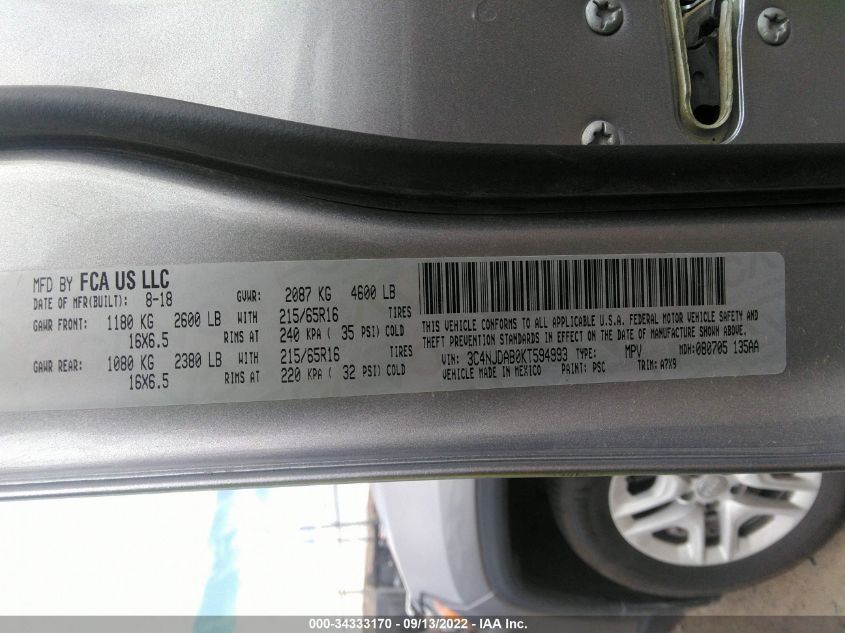 MFD BY FCA US LLC
DATE OF MFR(BUILT): 8-18 GVWR: 2087 KG 4600 LB
GAWR FRONT: 1180 KG 2600 LB WITH 215/65R16 TIRES
16X6.5 RIMS AT 240 KPA ( 35 PSI) COLD
GAWR REAR: 1080 KG 2380 LB WITH 215/65R16 TIRES
16X6.5 RIMS AT 220 KPA ( 32 PSI) COLD
THIS VEHICLE CONFORMS TO ALL APPLICABLE U.S.A. FEDERAL MOTOR VEHICLE SAFETY AND
THEFT PREVENTION STANDARDS IN EFFECT ON THE DATE OF MANUFACTURE SHOWN ABOVE.
VIN: 3C4NJDAB0KT594993 TYPE: MPV MDH: 080705 135AA
VEHICLE MADE IN MEXICO PAINT: PSC TRIM: A7X9
000-34333170 - 09/13/2022 - IAA Inc.